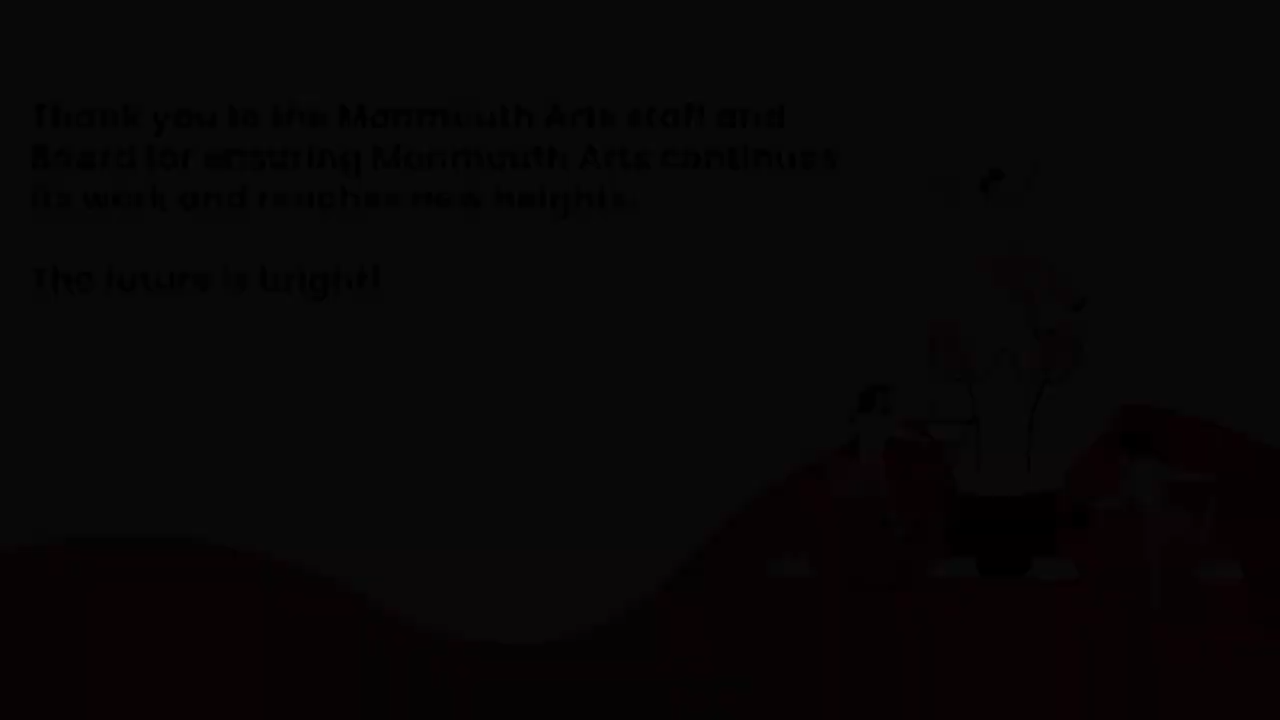 Thank you to the Monmouth Arts staff and
Board for ensuring Monmouth Arts continues
its work and reaches new heights.
The future is bright!